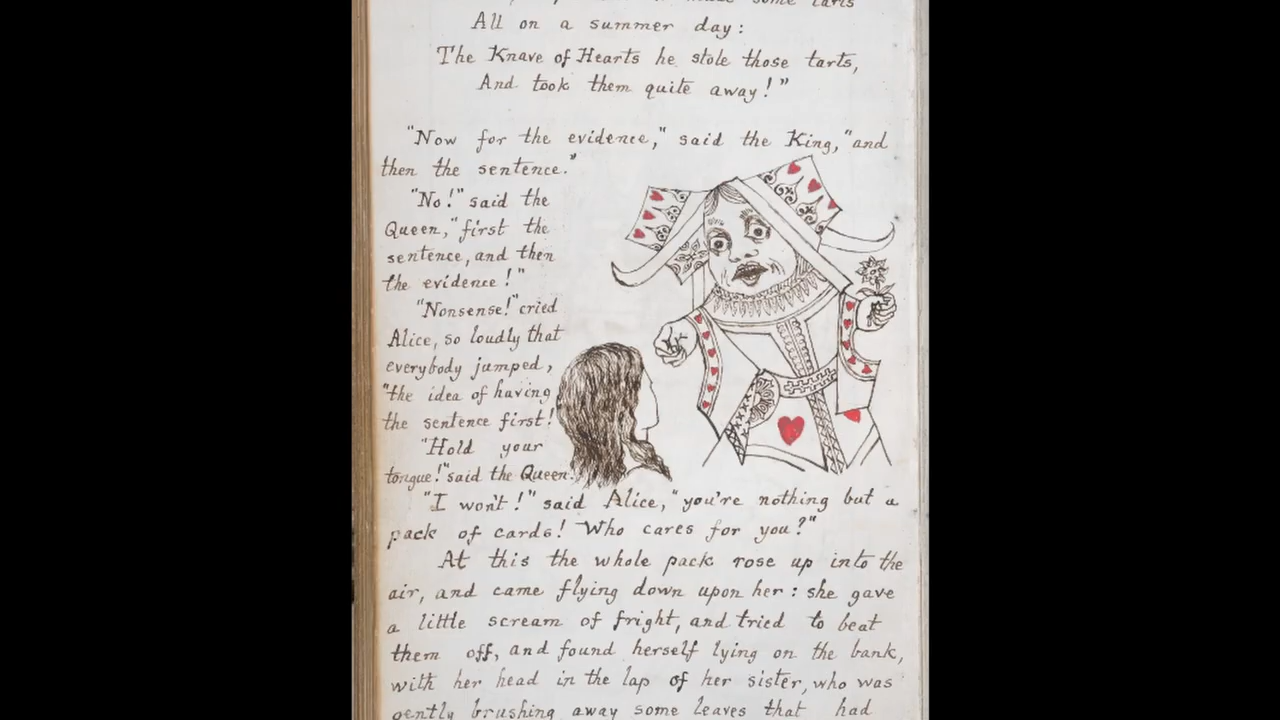 some tarts
All on a summer day:
The Knave of Hearts he stole those tarts,
And took them quite away!"
"Now for the evidence," said the King, "and
then the sentence."
"No!" said the
Queen, "first the
sentence, and then
the evidence!"
"Nonsense!" cried
Alice, so loudly that
everybody jumped,
"the idea of having
the sentence first!
"Hold your
tongue!" said the Queen.
"I won't!" said Alice, "you're nothing but a
pack of cards! Who cares for you?"
At this the whole pack rose up into the
air, and came flying down upon her: she gave
a little scream of fright, and tried to beat
them off, and found herself lying on the bank,
with her head in the lap of her sister, who was
gently brushing away some leaves that had